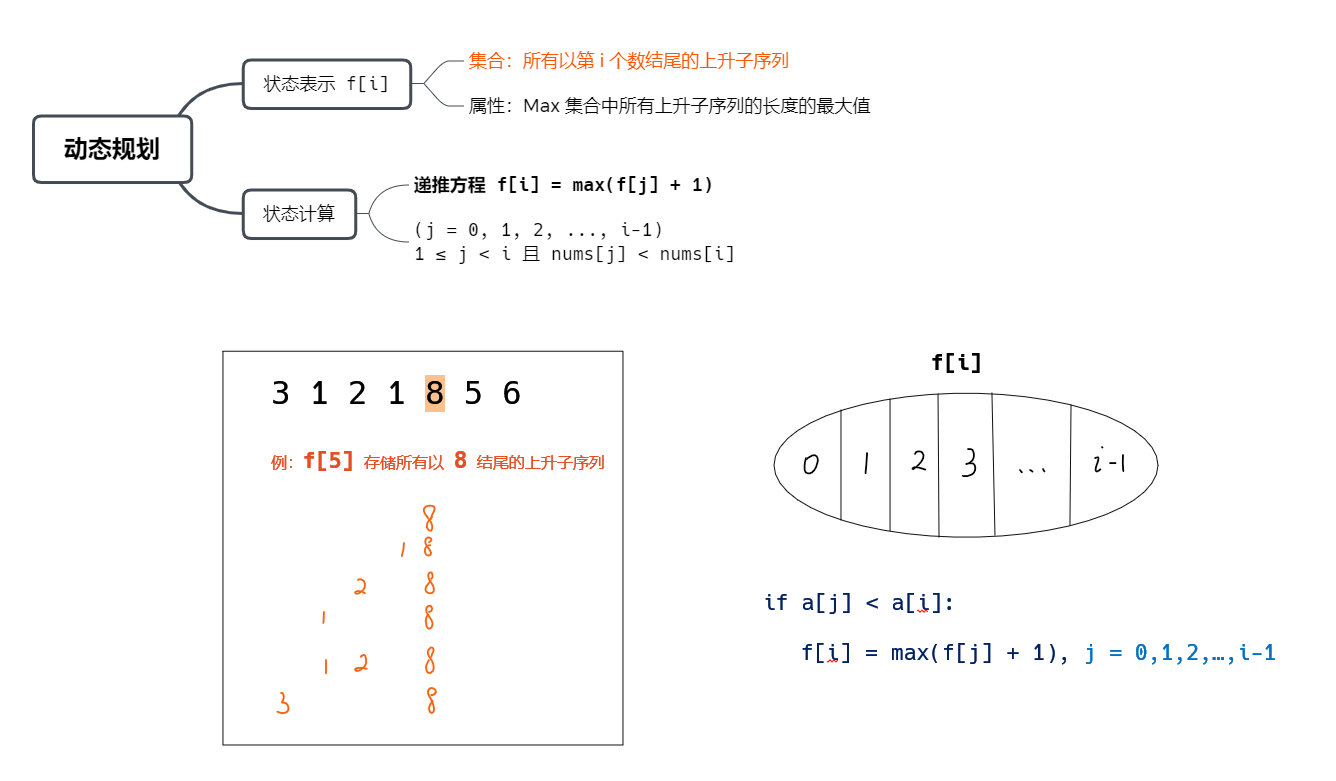 动态规划
状态表示 f[i]
集合：所有以第 i 个数结尾的上升子序列
属性：Max 集合中所有上升子序列的长度的最大值
状态计算
递推方程 f[i] = max(f[j] + 1)
(j = 0, 1, 2, ..., i-1)
1 ≤ j < i 且 nums[j] < nums[i]
3 1 2 1 8 5 6
例：f[5] 存储所有以 8 结尾的上升子序列
8
1 8
2 8
1 8
1 2 8
3 8
f[i]
0 1 2 3 ... i-1
if a[j] < a[i]:
f[i] = max(f[j] + 1), j = 0,1,2,…,i-1